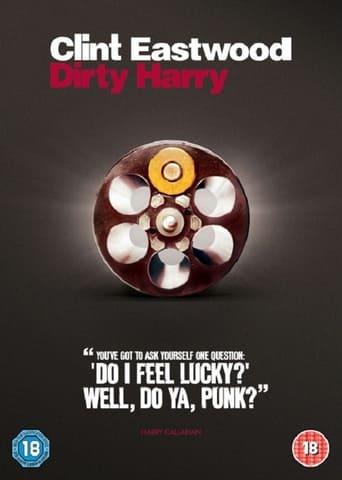 Clint Eastwood
Dirty Harry
“YOU'VE GOT TO ASK YOURSELF ONE QUESTION:
'DO I FEEL LUCKY?'
WELL, DO YA, PUNK?”
HARRY CALLAHAN
18
18